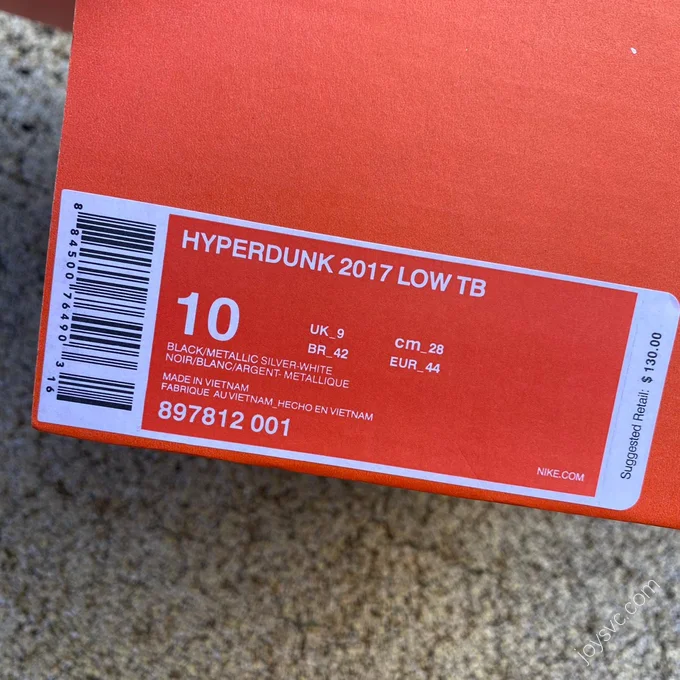 HYPERDUNK 2017 LOW TB
10
UK_9
cm_28
BR_42
EUR_44
BLACK/METALLIC SILVER-WHITE
NOIR/BLANC/ARGENT- METALLIQUE
MADE IN VIETNAM
FABRIQUE AU VIETNAM_HECHO EN VIETNAM
897812 001
NIKE.COM
Suggested Retail: $ 130.00
8 84500 76490 3 16
joysvc.com